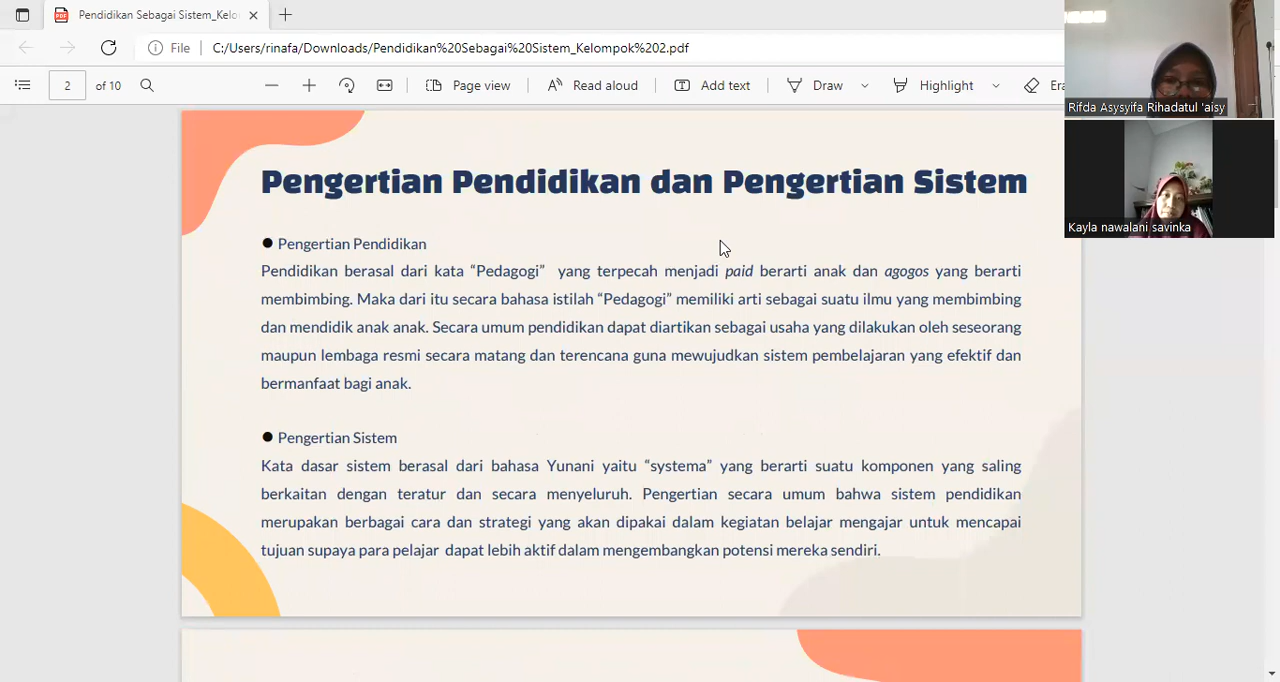 Pendidikan Sebagai Sistem_Kelo
File
C:/Users/rinafa/Downloads/Pendidikan%20Sebagai%20Sistem_Kelompok%202.pdf
2 of 10
Page view
Read aloud
Add text
Draw
Highlight
Era
Rifda Asysyifa Rihadatul 'aisy
Kayla nawalani savinka
Pengertian Pendidikan dan Pengertian Sistem
● Pengertian Pendidikan
Pendidikan berasal dari kata “Pedagogi” yang terpecah menjadi paid berarti anak dan agogos yang berarti
membimbing. Maka dari itu secara bahasa istilah “Pedagogi” memiliki arti sebagai suatu ilmu yang membimbing
dan mendidik anak anak. Secara umum pendidikan dapat diartikan sebagai usaha yang dilakukan oleh seseorang
maupun lembaga resmi secara matang dan terencana guna mewujudkan sistem pembelajaran yang efektif dan
bermanfaat bagi anak.
● Pengertian Sistem
Kata dasar sistem berasal dari bahasa Yunani yaitu “systema” yang berarti suatu komponen yang saling
berkaitan dengan teratur dan secara menyeluruh. Pengertian secara umum bahwa sistem pendidikan
merupakan berbagai cara dan strategi yang akan dipakai dalam kegiatan belajar mengajar untuk mencapai
tujuan supaya para pelajar dapat lebih aktif dalam mengembangkan potensi mereka sendiri.